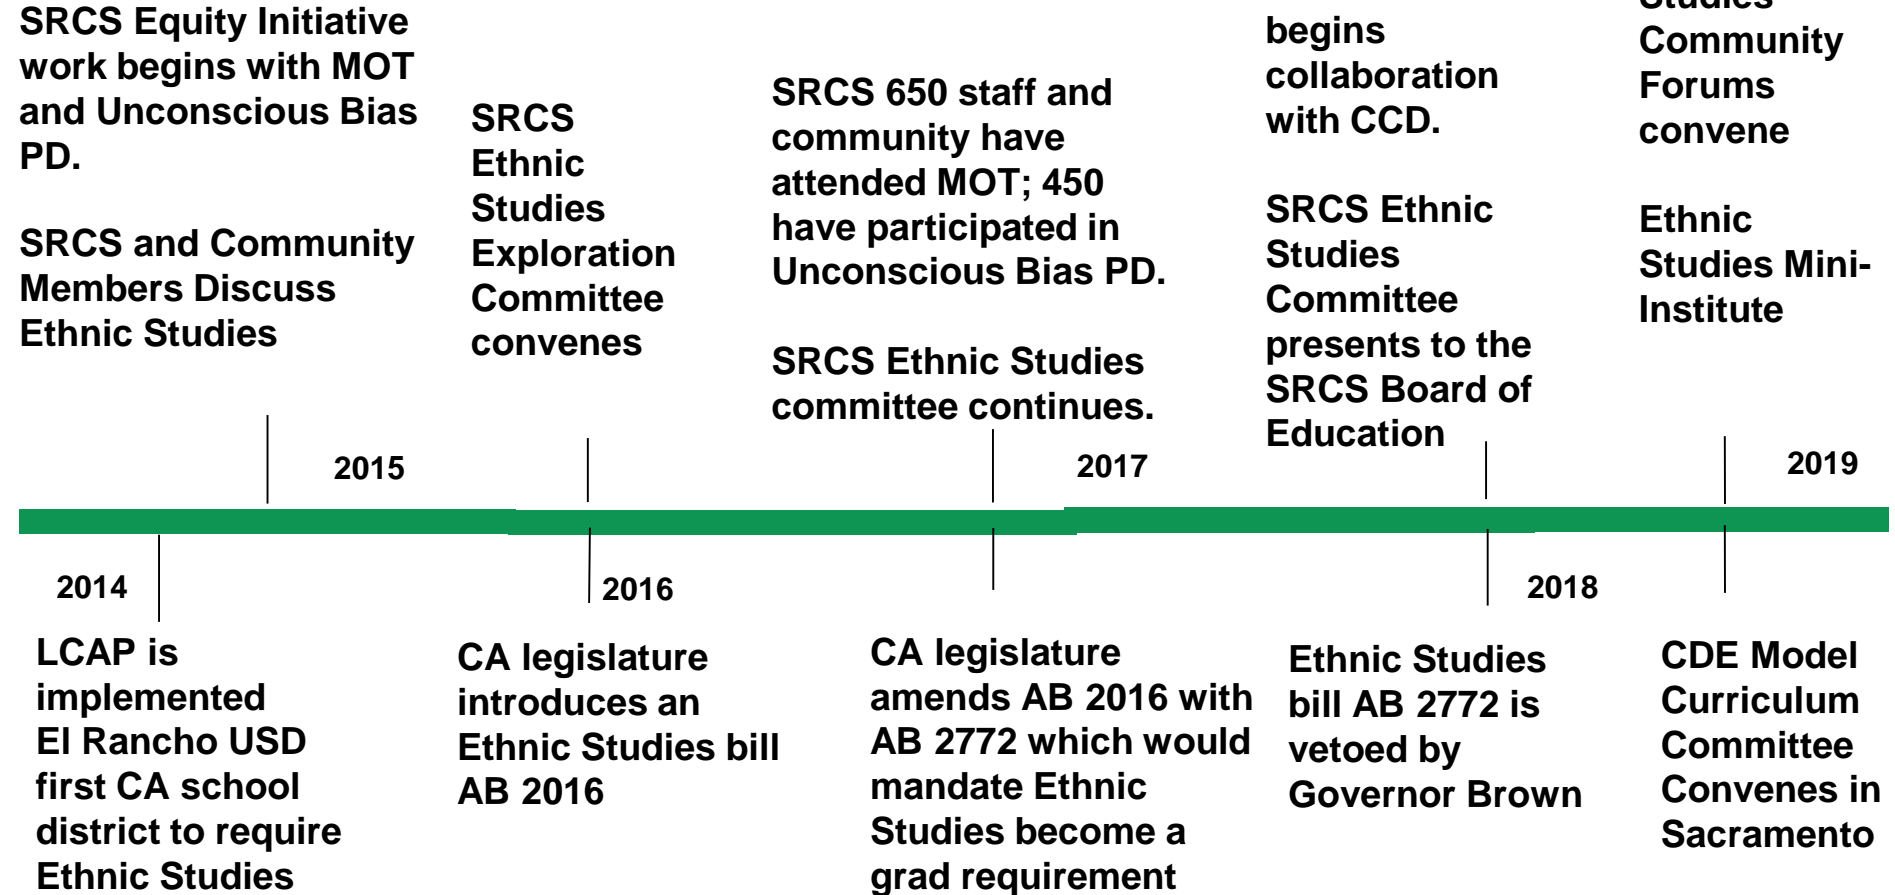 SRCS Equity Initiative
work begins with MOT
and Unconscious Bias
PD.
SRCS and Community
Members Discuss
Ethnic Studies
SRCS
Ethnic
Studies
Exploration
Committee
convenes
SRCS 650 staff and
community have
attended MOT; 450
have participated in
Unconscious Bias PD.
SRCS Ethnic Studies
committee continues.
begins
collaboration
with CCD.
SRCS Ethnic
Studies
Committee
presents to the
SRCS Board of
Education
Studies
Community
Forums
convene
Ethnic
Studies Mini-
Institute
2015
2017
2019
2014
2016
2018
LCAP is
implemented
El Rancho USD
first CA school
district to require
Ethnic Studies
CA legislature
introduces an
Ethnic Studies bill
AB 2016
CA legislature
amends AB 2016 with
AB 2772 which would
mandate Ethnic
Studies become a
grad requirement
Ethnic Studies
bill AB 2772 is
vetoed by
Governor Brown
CDE Model
Curriculum
Committee
Convenes in
Sacramento